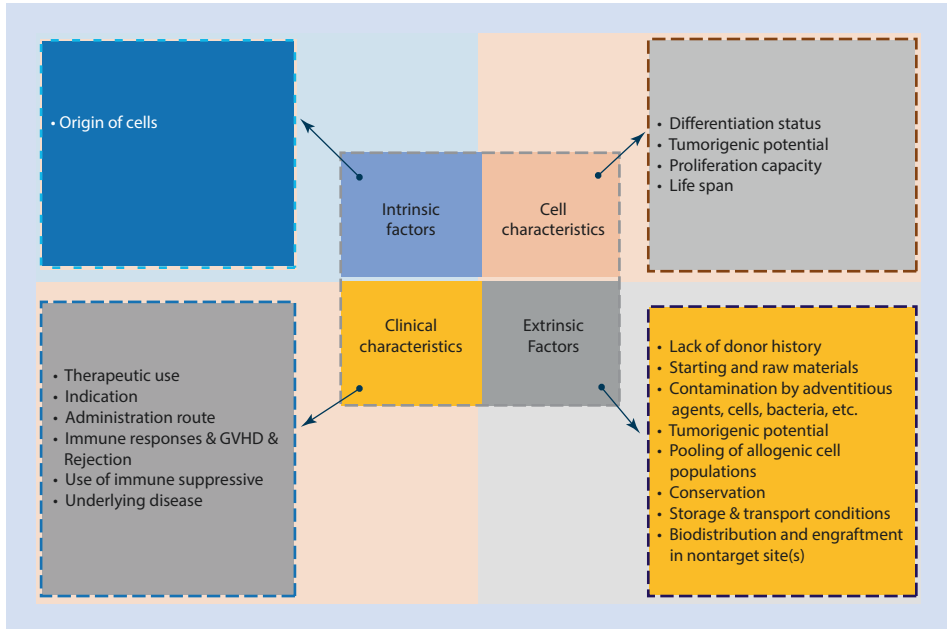 • Origin of cells
• Differentiation status
• Tumorigenic potential
• Proliferation capacity
• Life span
Intrinsic
factors
Cell
characteristics
Clinical
characteristics
Extrinsic
Factors
• Therapeutic use
• Indication
• Administration route
• Immune responses & GVHD &
Rejection
• Use of immune suppressive
• Underlying disease
• Lack of donor history
• Starting and raw materials
• Contamination by adventitious
agents, cells, bacteria, etc.
• Tumorigenic potential
• Pooling of allogenic cell
populations
• Conservation
• Storage & transport conditions
• Biodistribution and engraftment
in nontarget site(s)